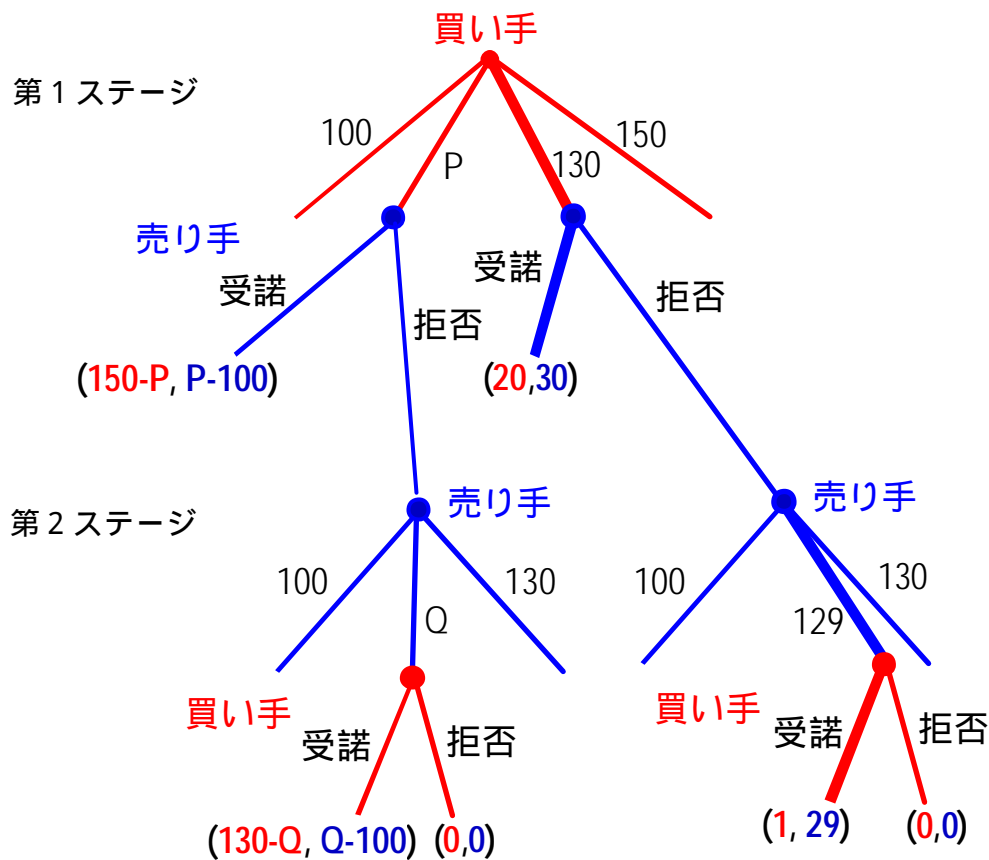 買い手
第1ステージ
100
P
130
150
売り手
受諾
拒否
受諾
拒否
(150-P, P-100)
(20,30)
第2ステージ
売り手
売り手
100
Q
130
100
129
130
買い手
受諾
拒否
買い手
受諾
拒否
(130-Q, Q-100)
(0,0)
(1, 29)
(0,0)